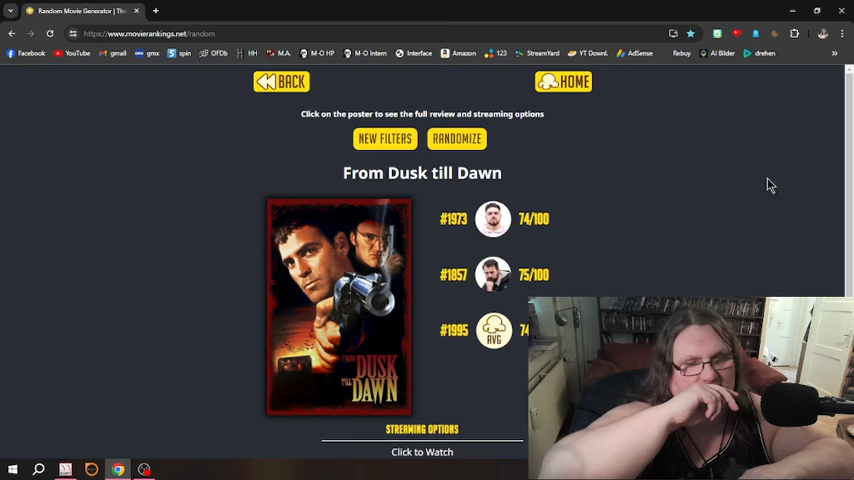 Random Movie Generator | The
https://www.movierankings.net/random
Facebook YouTube gmail gmx spin OFDb HH M.A. M-O HP M-O Intern Interface Amazon 123 StreamYard YT Downl. AdSense Rebuy AI Bilder drehen
BACK HOME
Click on the poster to see the full review and streaming options
NEW FILTERS RANDOMIZE
From Dusk till Dawn
#1973 74/100
#1857 75/100
#1995 AVG 74
FROM DUSK
TILL DAWN
STREAMING OPTIONS
Click to Watch